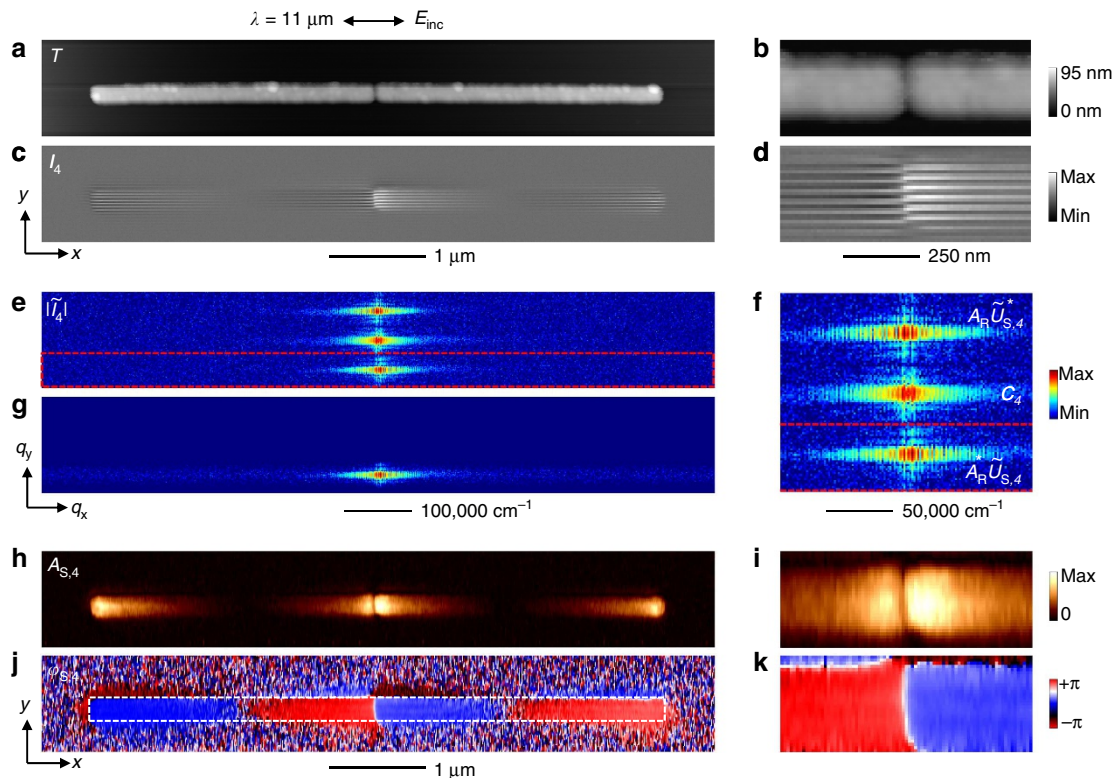 λ = 11 μm E_inc
a T
b
95 nm
0 nm
c I_4
d
Max
Min
y
x
1 μm
250 nm
e |Ĩ_4|
f A_R Ũ*_S,4
C_4
A*_R Ũ_S,4
Max
Min
g
q_y
q_x
100,000 cm⁻¹
50,000 cm⁻¹
h A_S,4
i
Max
0
j φ_S,4
k
+π
−π
y
x
1 μm